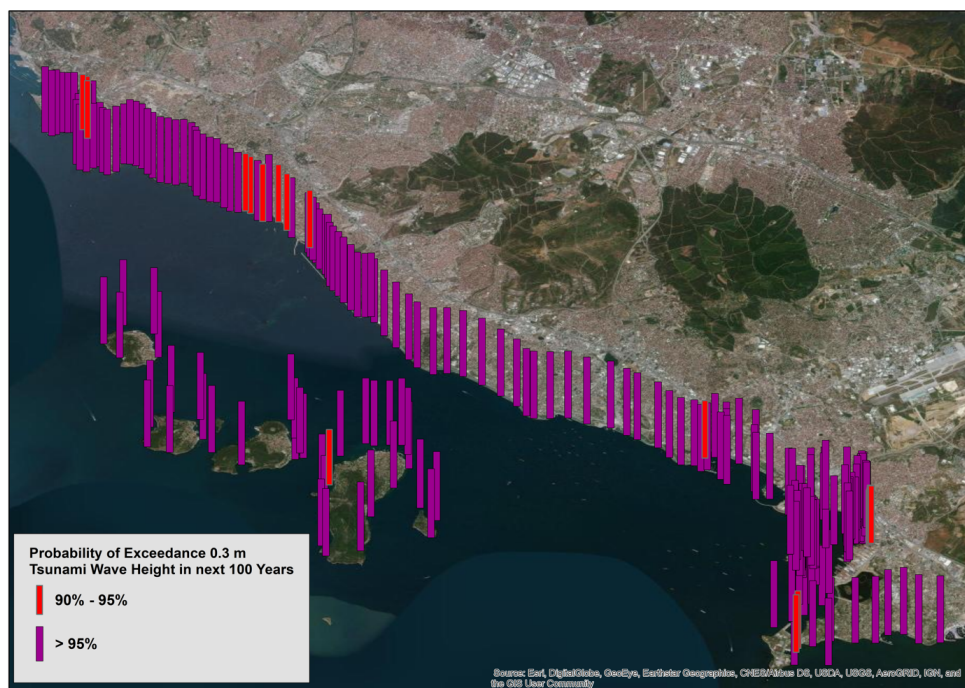 Probability of Exceedance 0.3 m
Tsunami Wave Height in next 100 Years
90% - 95%
> 95%
Source: Esri, DigitalGlobe, GeoEye, Earthstar Geographics, CNES/Airbus DS, USDA, USGS, AeroGRID, IGN, and
the GIS User Community